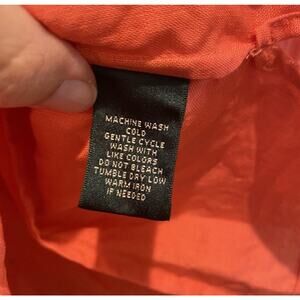 MACHINE WASH
COLD
GENTLE CYCLE
WASH WITH
LIKE COLORS
DO NOT BLEACH
TUMBLE DRY LOW
WARM IRON
IF NEEDED